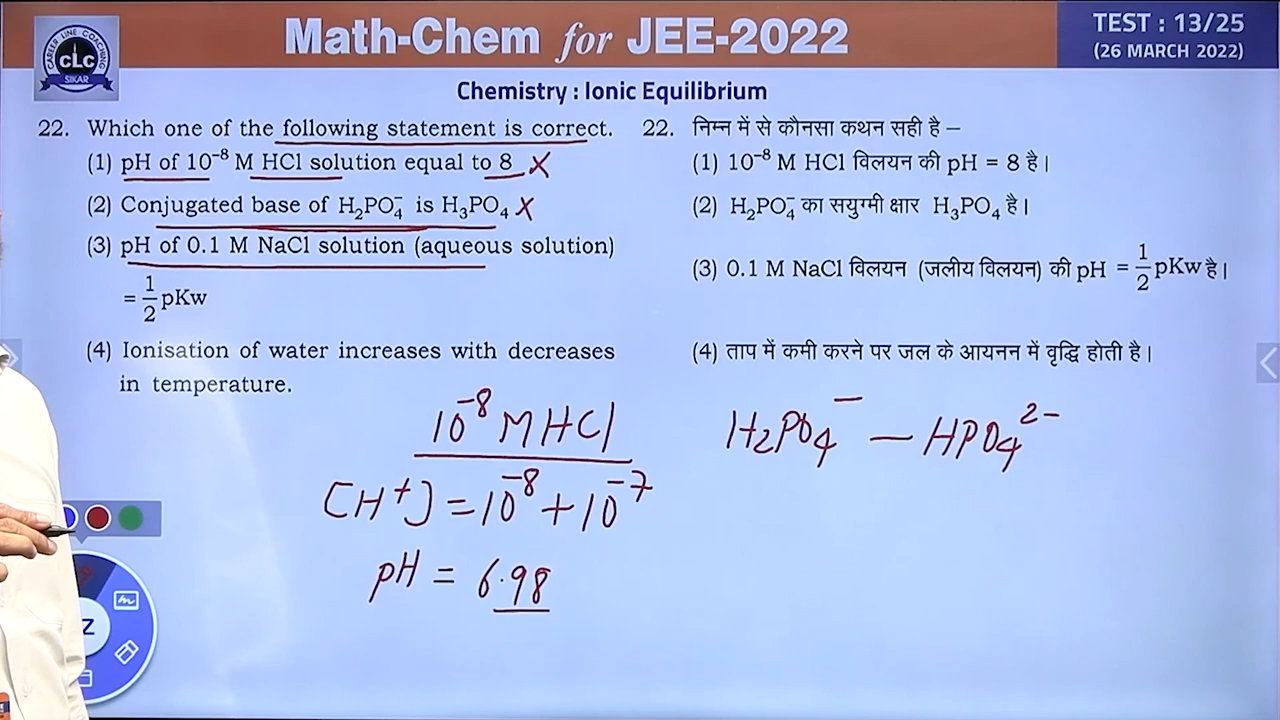 CAREER LINE COACHING
CLC
SIKAR
Math-Chem for JEE-2022
TEST : 13/25
(26 MARCH 2022)
Chemistry : Ionic Equilibrium
22. Which one of the following statement is correct.
(1) pH of 10⁻⁸ M HCl solution equal to 8 ✗
(2) Conjugated base of H₂PO₄⁻ is H₃PO₄ ✗
(3) pH of 0.1 M NaCl solution (aqueous solution)
= 1/2 pKw
(4) Ionisation of water increases with decreases
in temperature.
22. निम्न में से कौनसा कथन सही है –
(1) 10⁻⁸ M HCl विलयन की pH = 8 है।
(2) H₂PO₄⁻ का सयुग्मी क्षार H₃PO₄ है।
(3) 0.1 M NaCl विलयन (जलीय विलयन) की pH = 1/2 pKw है।
(4) ताप में कमी करने पर जल के आयनन में वृद्धि होती है।
10⁻⁸ M HCl
[H⁺] = 10⁻⁸ + 10⁻⁷
pH = 6.98
H₂PO₄⁻ — HPO₄²⁻
Z